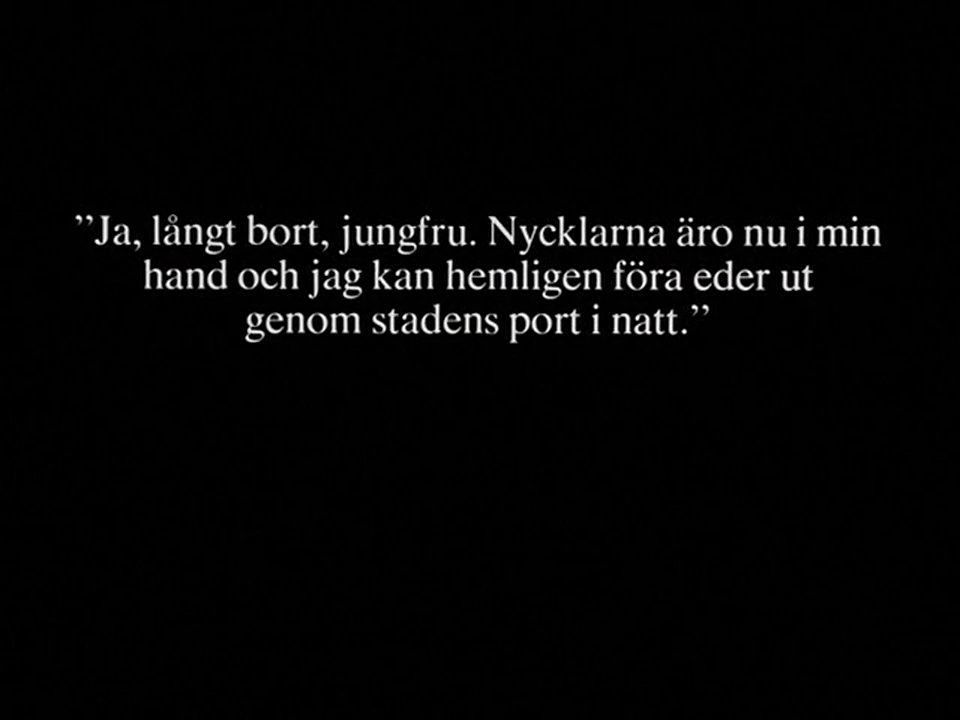 ”Ja, långt bort, jungfru. Nycklarna äro nu i min
hand och jag kan hemligen föra eder ut
genom stadens port i natt.”